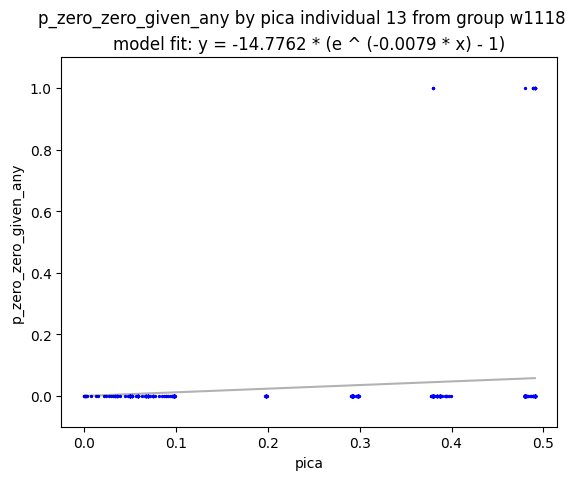 p_zero_zero_given_any by pica individual 13 from group w1118
model fit: y = -14.7762 * (e ^ (-0.0079 * x) - 1)
1.0
0.8
0.6
0.4
0.2
0.0
p_zero_zero_given_any
0.0 0.1 0.2 0.3 0.4 0.5
pica